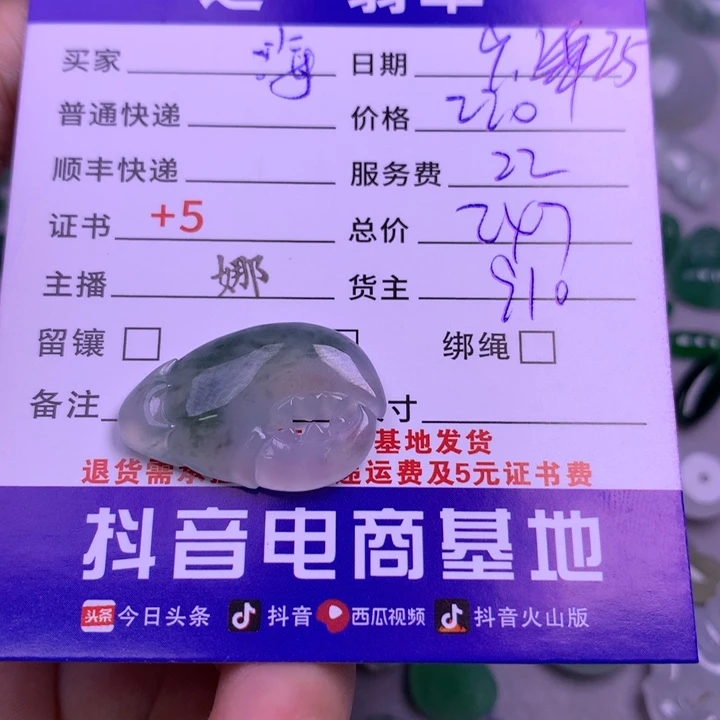 买家 海 日期
普通快递 价格 220
顺丰快递 服务费 22
证书 +5 总价 247
主播 娜 货主 910
留镶 绑绳
备注 寸
基地发货
退货需 运费及5元证书费
抖音电商基地
头条 今日头条 抖音 西瓜视频 抖音火山版